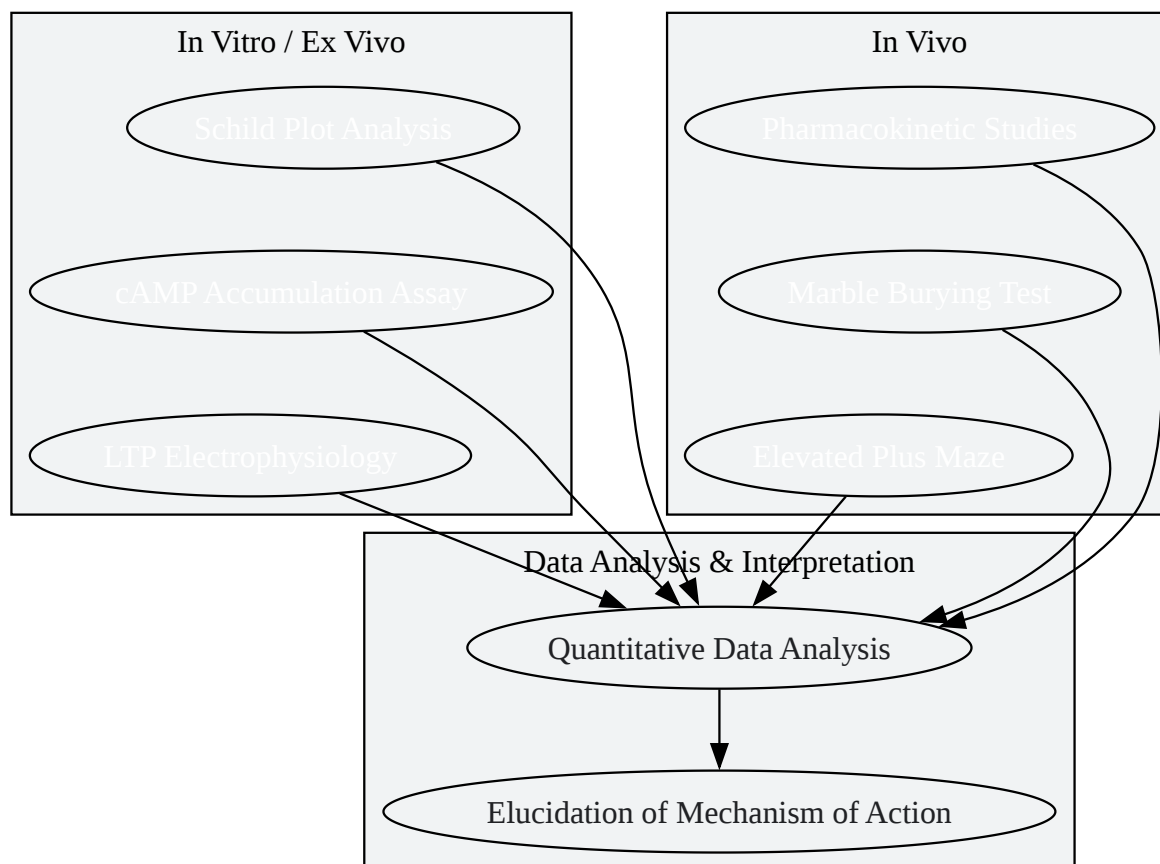 In Vitro / Ex Vivo
Schild Plot Analysis
cAMP Accumulation Assay
LTP Electrophysiology
In Vivo
Pharmacokinetic Studies
Marble Burying Test
Elevated Plus Maze
Data Analysis & Interpretation
Quantitative Data Analysis
Elucidation of Mechanism of Action